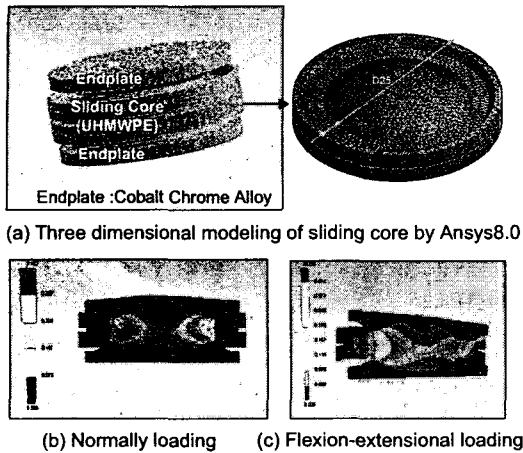 Endplate
Sliding Core
(UHMWPE)
Endplate
D25
Endplate :Cobalt Chrome Alloy
(a) Three dimensional modeling of sliding core by Ansys8.0
(b) Normally loading
(c) Flexion-extensional loading